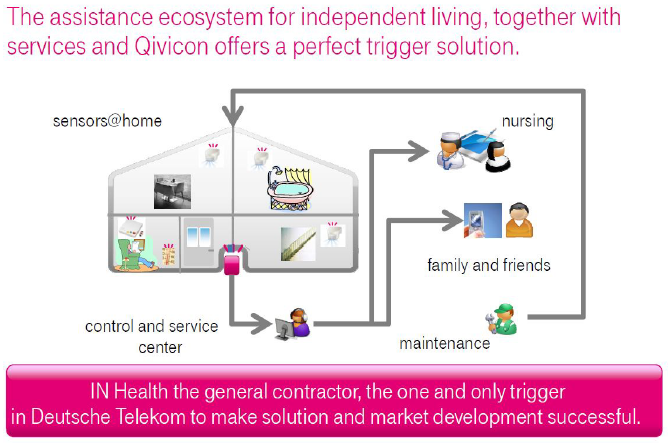 The assistance ecosystem for independent living, together with
services and Qivicon offers a perfect trigger solution.
sensors@home
nursing
family and friends
control and service
center
maintenance
IN Health the general contractor, the one and only trigger
in Deutsche Telekom to make solution and market development successful.